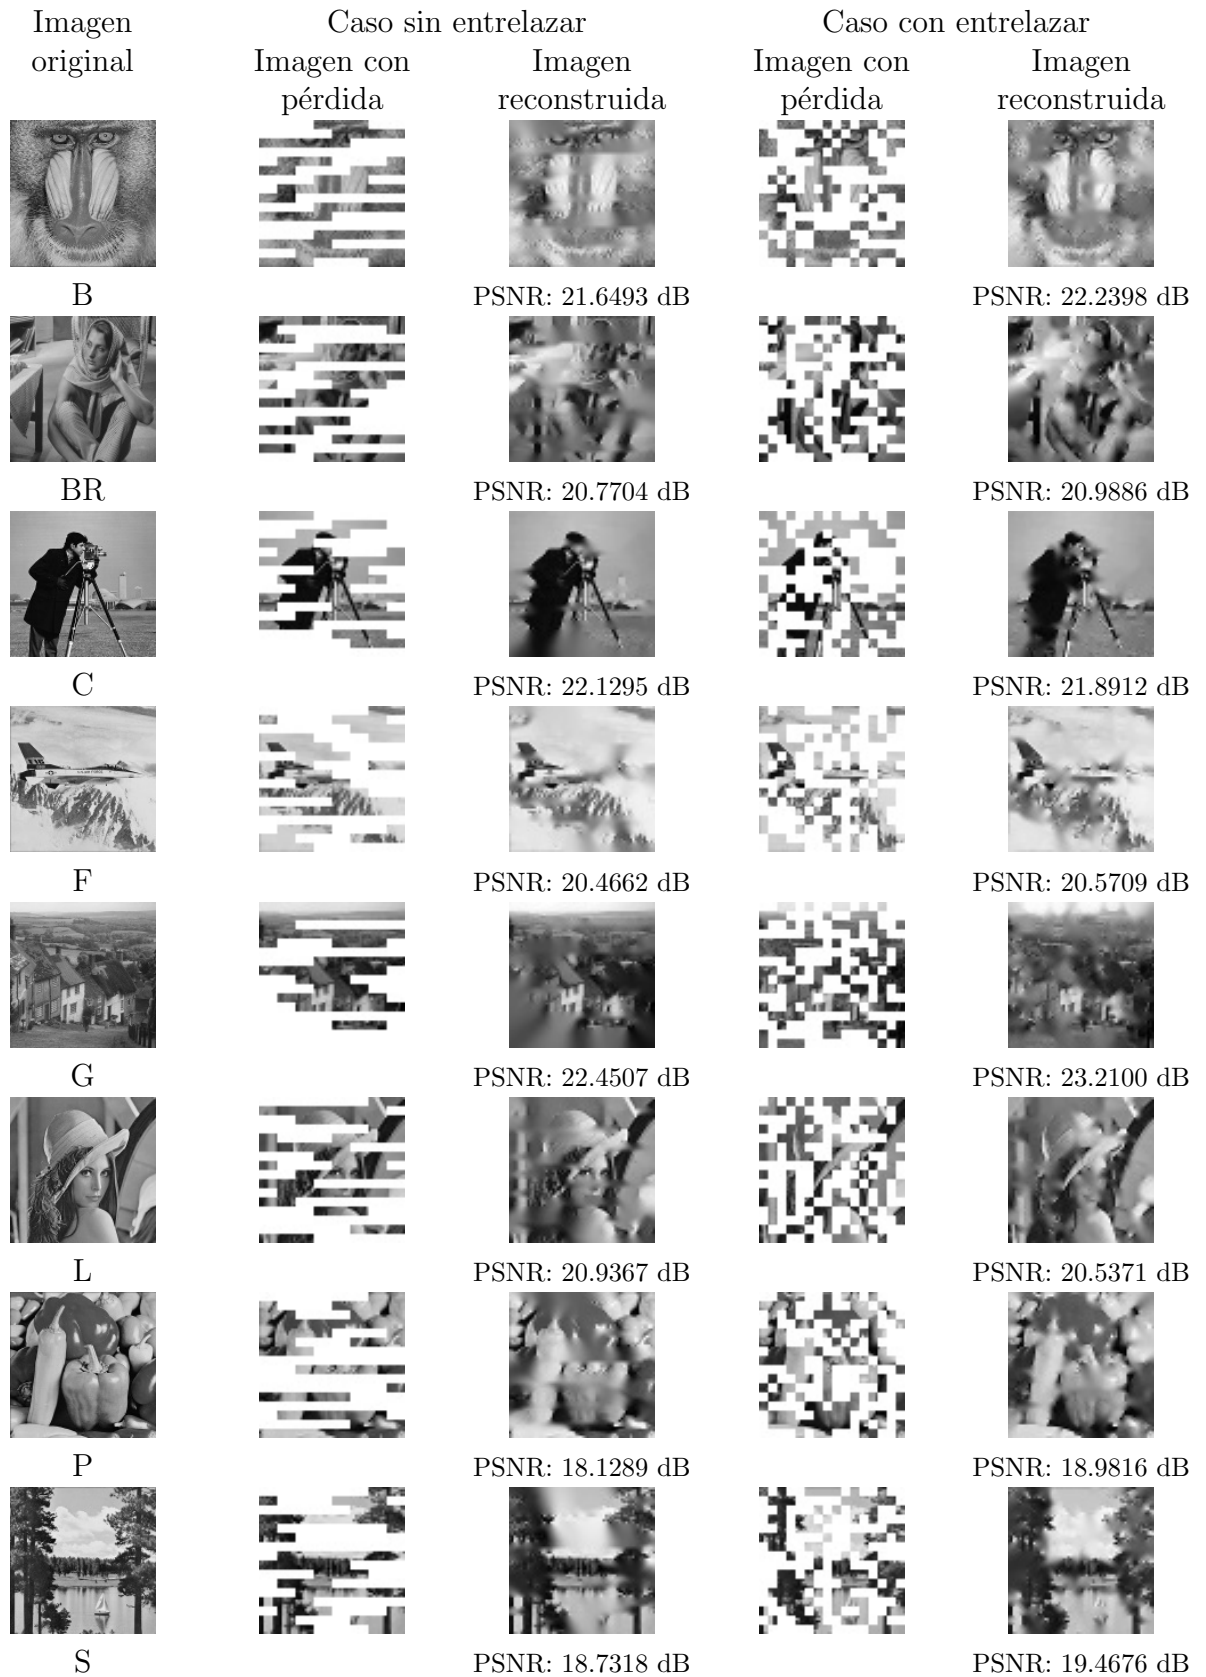 Imagen original
Caso sin entrelazar
Caso con entrelazar
Imagen con pérdida
Imagen reconstruida
Imagen con pérdida
Imagen reconstruida
B
PSNR: 21.6493 dB
PSNR: 22.2398 dB
BR
PSNR: 20.7704 dB
PSNR: 20.9886 dB
C
PSNR: 22.1295 dB
PSNR: 21.8912 dB
F
PSNR: 20.4662 dB
PSNR: 20.5709 dB
G
PSNR: 22.4507 dB
PSNR: 23.2100 dB
L
PSNR: 20.9367 dB
PSNR: 20.5371 dB
P
PSNR: 18.1289 dB
PSNR: 18.9816 dB
S
PSNR: 18.7318 dB
PSNR: 19.4676 dB